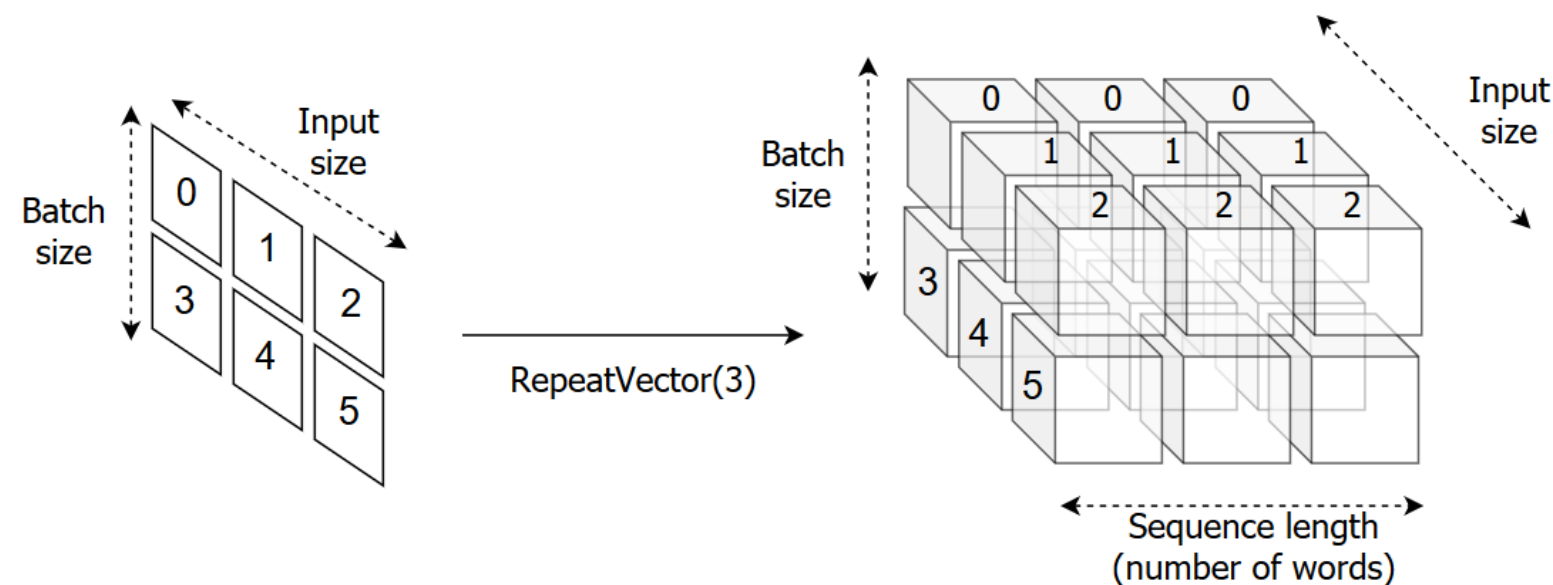 Input
size
Batch
size
0
1
2
3
4
5
RepeatVector(3)
Batch
size
0 0 0
1 1 1
2 2 2
3
4
5
Input
size
Sequence length
(number of words)